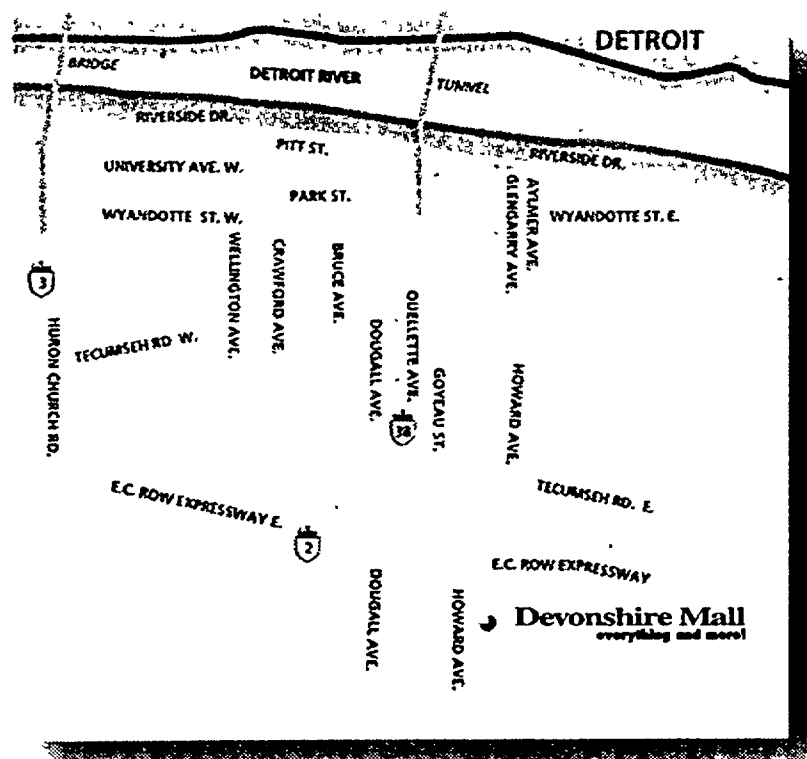 DETROIT
BRIDGE
DETROIT RIVER
TUNNEL
RIVERSIDE DR.
PITT ST.
RIVERSIDE DR.
UNIVERSITY AVE. W.
PARK ST.
WYANDOTTE ST. W.
AYLMER AVE.
GLENGARRY AVE.
WYANDOTTE ST. E.
WELLINGTON AVE.
CRAWFORD AVE.
BRUCE AVE.
3
HURON CHURCH RD.
TECUMSEH RD W.
DOUGALL AVE.
OUELLETTE AVE.
GOYEAU ST.
HOWARD AVE.
3B
E.C. ROW EXPRESSWAY E.
TECUMSEH RD. E.
2
E.C. ROW EXPRESSWAY
DOUGALL AVE.
HOWARD AVE.
Devonshire Mall
everything and more!